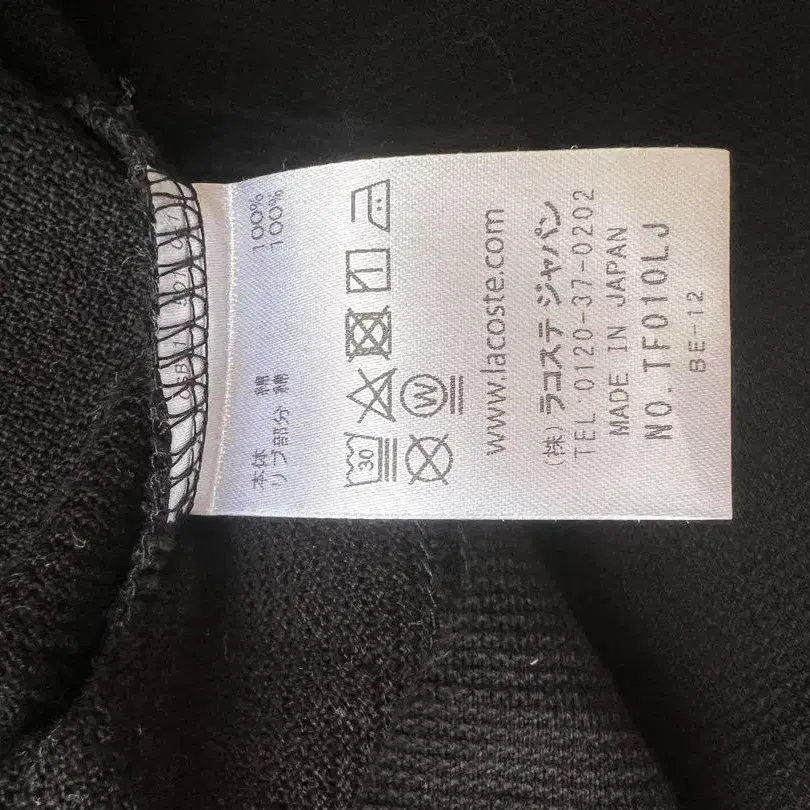 本体 綿 100%
リブ部分 綿 100%
30
W
www.lacoste.com
(株) ラコステ ジャパン
TEL 0120-37-0202
MADE IN JAPAN
NO. TF010LJ
BE-12